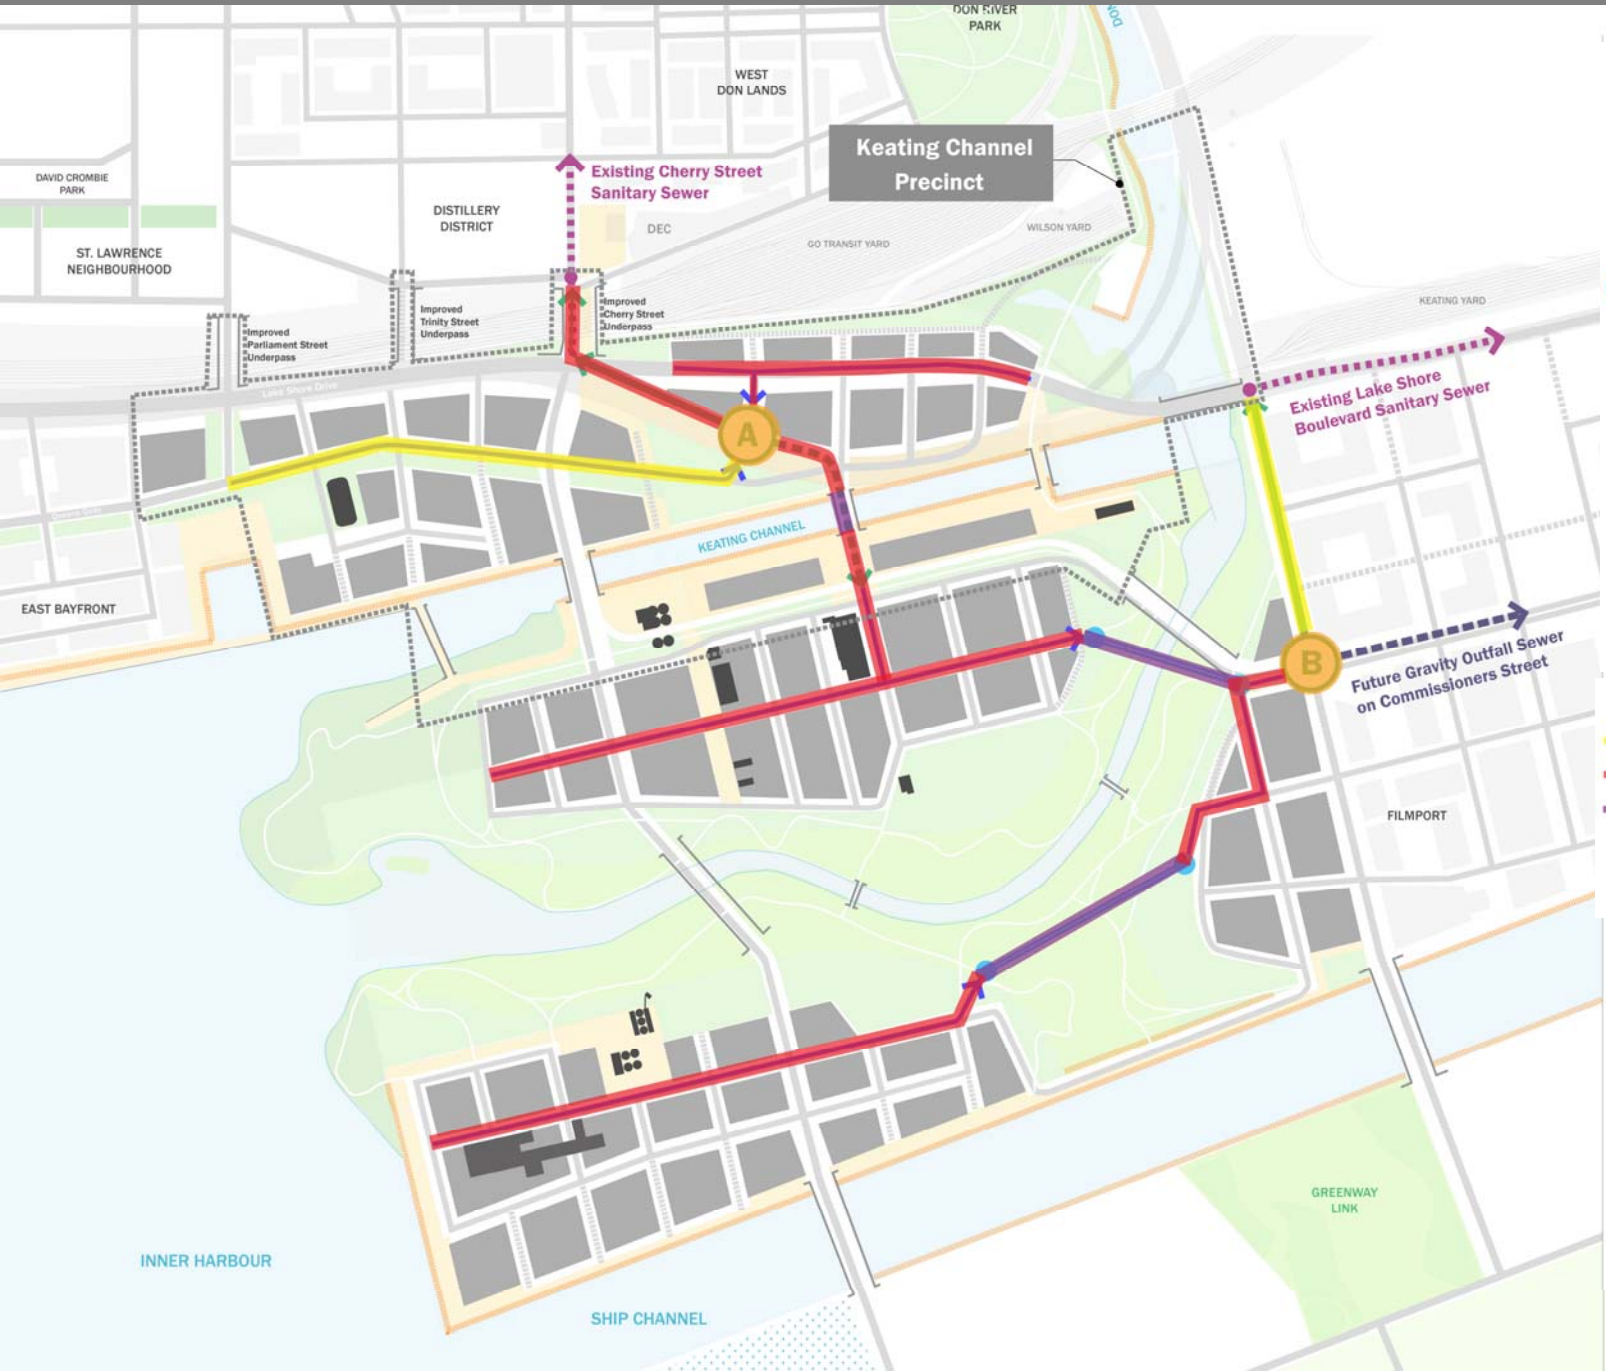 DON RIVER
PARK
DON
WEST
DON LANDS
Keating Channel
Precinct
Existing Cherry Street
Sanitary Sewer
DAVID CROMBIE
PARK
DISTILLERY
DISTRICT
DEC
GO TRANSIT YARD
WILSON YARD
ST. LAWRENCE
NEIGHBOURHOOD
KEATING YARD
Improved
Cherry Street
Underpass
Improved
Trinity Street
Underpass
Improved
Parliament Street
Underpass
Lake Shore Drive
Existing Lake Shore
Boulevard Sanitary Sewer
A
Queens Quay
KEATING CHANNEL
EAST BAYFRONT
B
Future Gravity Outfall Sewer
on Commissioners Street
FILMPORT
GREENWAY
LINK
INNER HARBOUR
SHIP CHANNEL